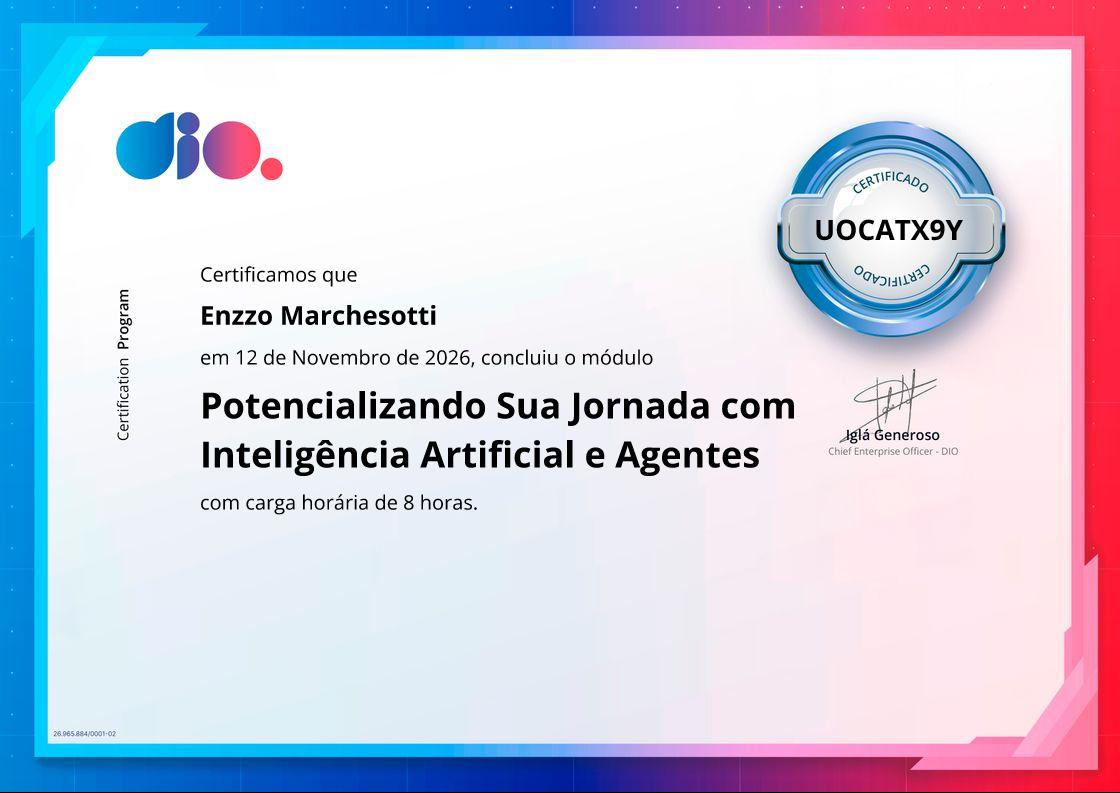 dio.
CERTIFICADO
UOCATX9Y
CERTIFICADO
Certification Program
Certificamos que
Enzzo Marchesotti
em 12 de Novembro de 2026, concluiu o módulo
Potencializando Sua Jornada com
Inteligência Artificial e Agentes
com carga horária de 8 horas.
Iglá Generoso
Chief Enterprise Officer - DIO
26.965.884/0001-02